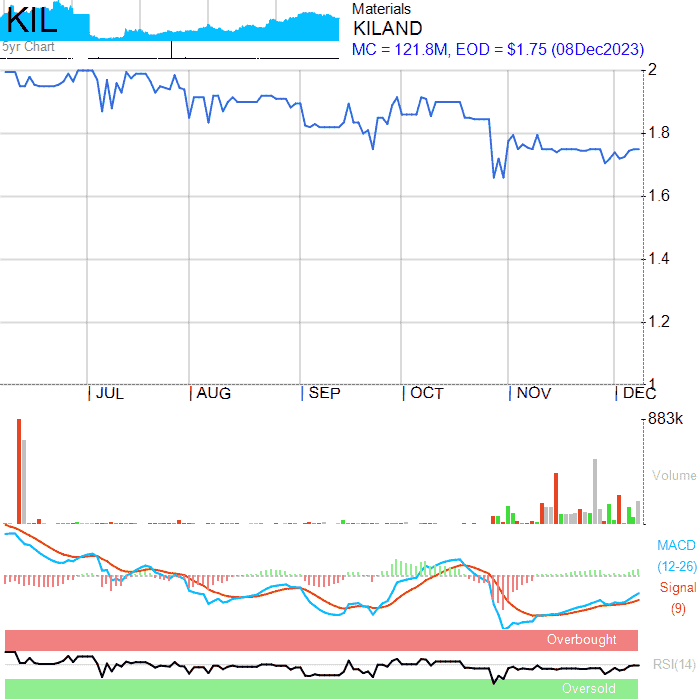 KIL
5yr Chart
Materials
KILAND
MC = 121.8M, EOD = $1.75 (08Dec2023)
2
1.8
1.6
1.4
1.2
1
JUL AUG SEP OCT NOV DEC
883k
Volume
MACD
(12-26)
Signal
(9)
Overbought
RSI(14)
Oversold